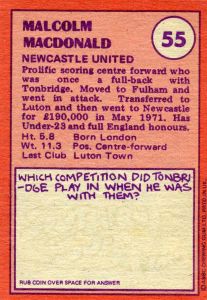 MALCOLM
MACDONALD
55
NEWCASTLE UNITED
Prolific scoring centre forward who
was once a full-back with
Tonbridge. Moved to Fulham and
went in attack. Transferred to
Luton and then went to Newcastle
for £190,000 in May 1971. Has
Under-23 and full England honours.
Ht. 5.8 Born London
Wt. 11.3 Pos. Centre-forward
Last Club Luton Town
WHICH COMPETITION DID TONBRI-
DGE PLAY IN WHEN HE WAS
WITH THEM?
RUB COIN OVER SPACE FOR ANSWER